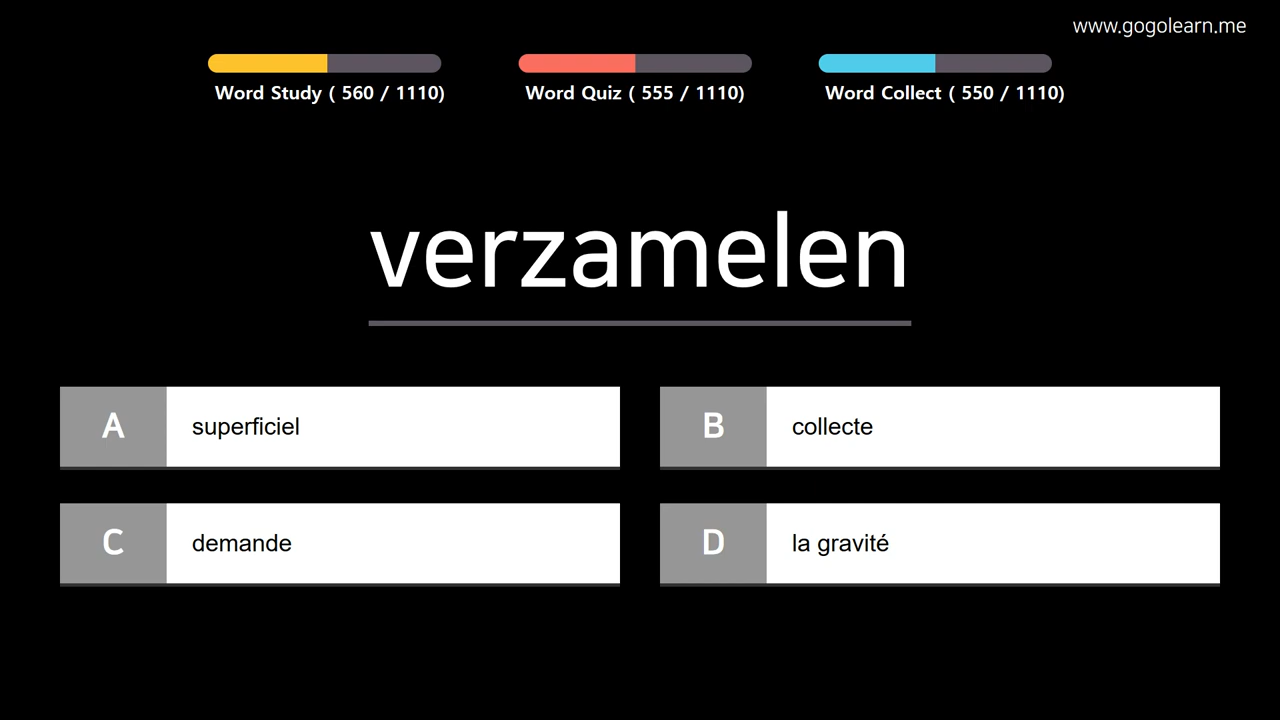 www.gogolearn.me
Word Study ( 560 / 1110)
Word Quiz ( 555 / 1110)
Word Collect ( 550 / 1110)
verzamelen
A superficiel
B collecte
C demande
D la gravité